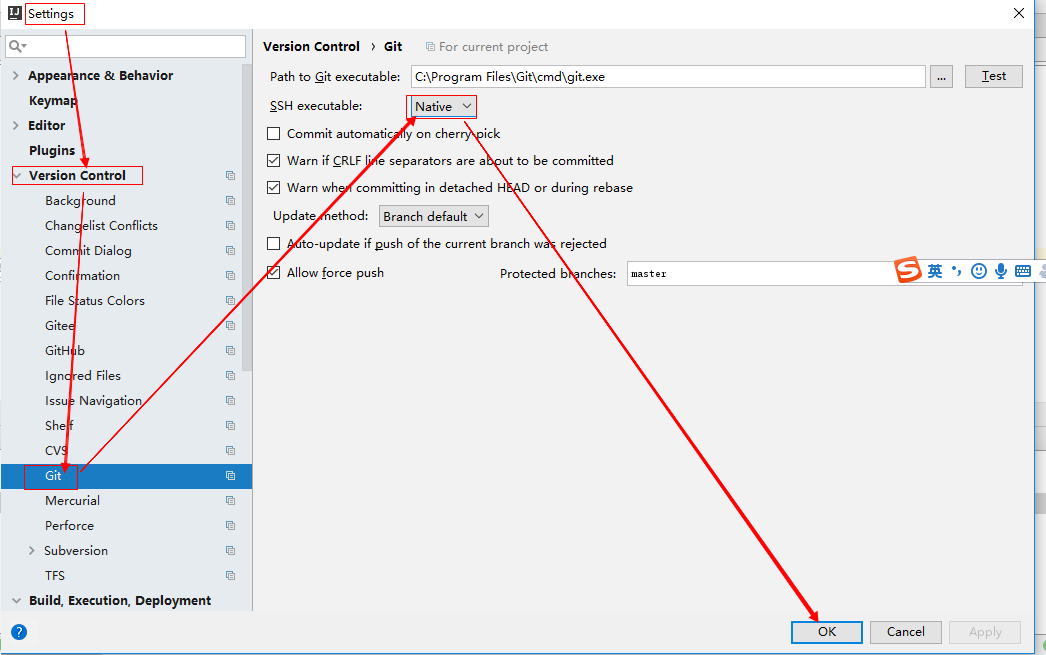 IJ Settings
Version Control › Git For current project
Appearance & Behavior
Path to Git executable: C:\Program Files\Git\cmd\git.exe ... Test
Keymap
SSH executable: Native
Editor
Commit automatically on cherry-pick
Plugins
Warn if CRLF line separators are about to be committed
Version Control
Warn when committing in detached HEAD or during rebase
Background
Update method: Branch default
Changelist Conflicts
Auto-update if push of the current branch was rejected
Commit Dialog
Allow force push Protected branches: master
S 英
Confirmation
File Status Colors
Gitee
GitHub
Ignored Files
Issue Navigation
Shelf
CVS
Git
Mercurial
Perforce
Subversion
TFS
Build, Execution, Deployment
? OK Cancel Apply